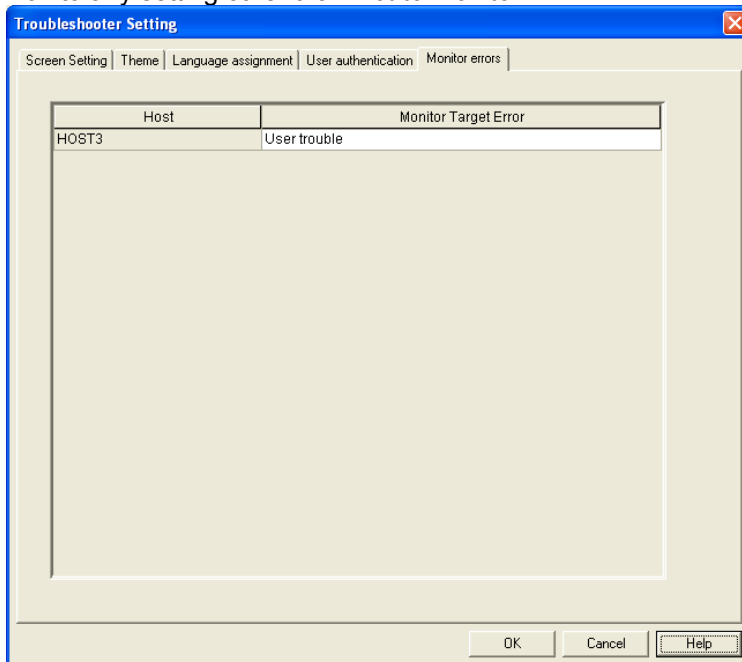 Troubleshooter Setting
Screen Setting Theme Language assignment User authentication Monitor errors
Host Monitor Target Error
HOST3 User trouble
OK Cancel Help